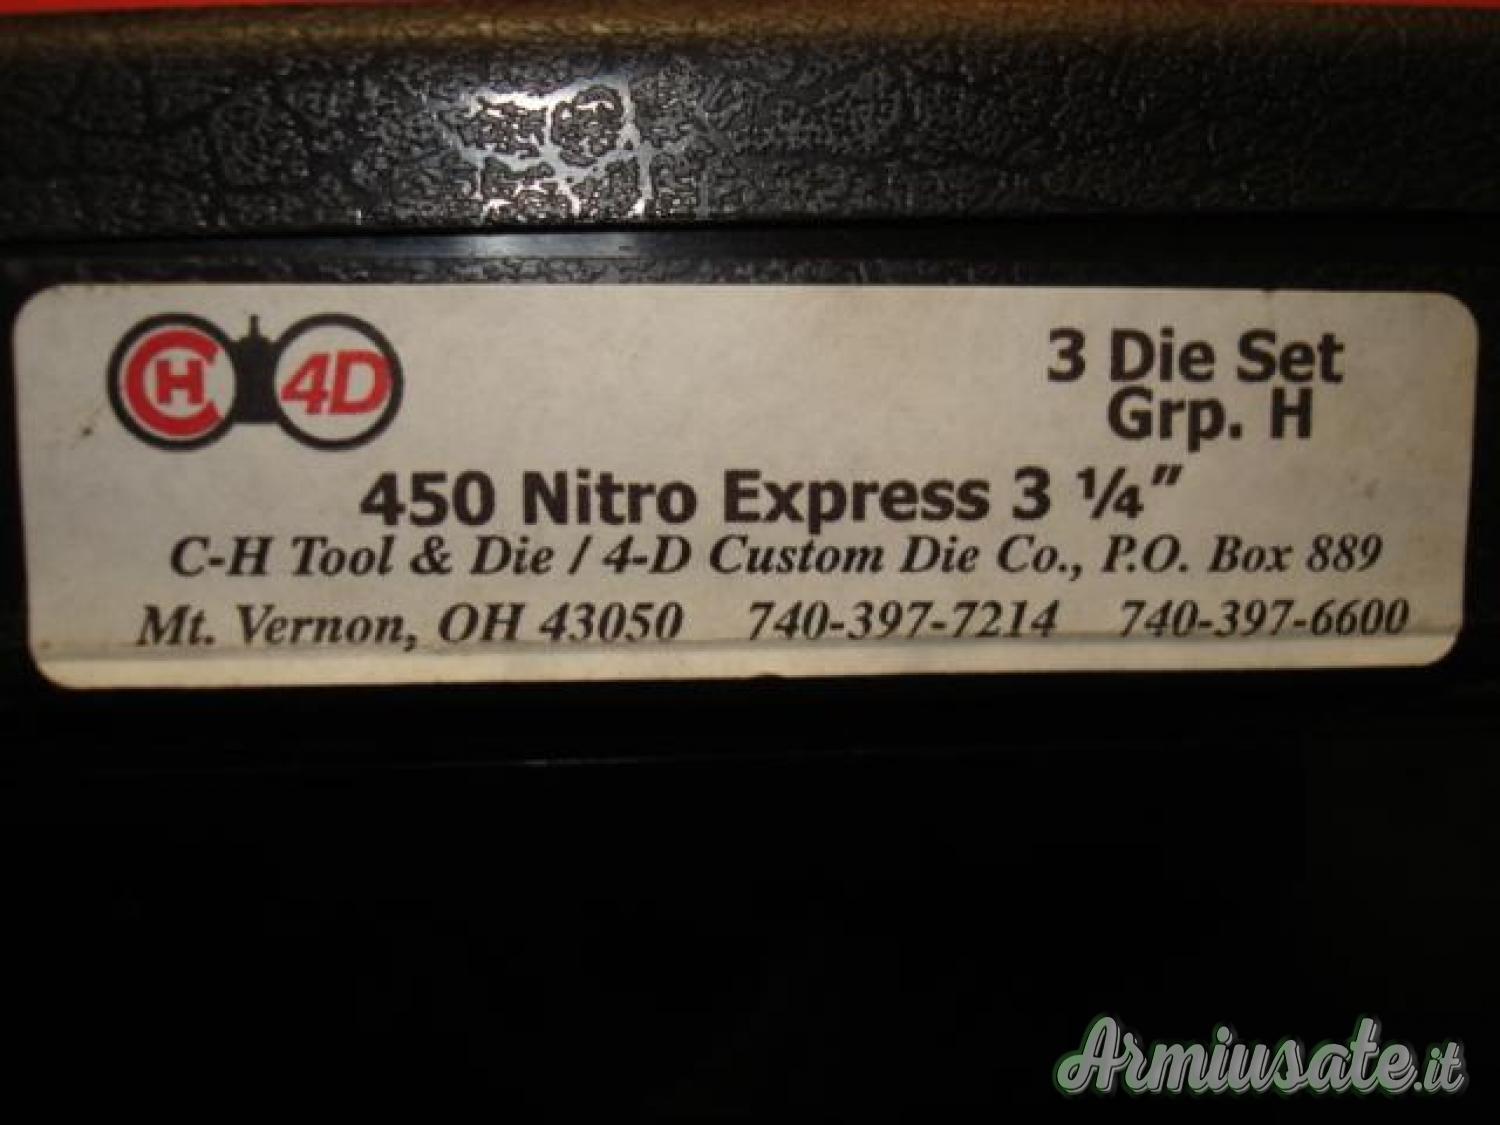 CH 4D
3 Die Set
Grp. H
450 Nitro Express 3 ¼"
C-H Tool & Die / 4-D Custom Die Co., P.O. Box 889
Mt. Vernon, OH 43050 740-397-7214 740-397-6600
Armiusate.it